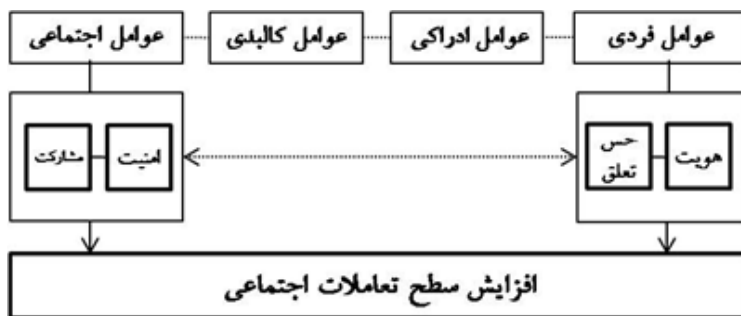 عوامل فردی
عوامل ادراکی
عوامل کالبدی
عوامل اجتماعی
هویت
حس
تعلق
امنیت
مشارکت
افزایش سطح تعاملات اجتماعی